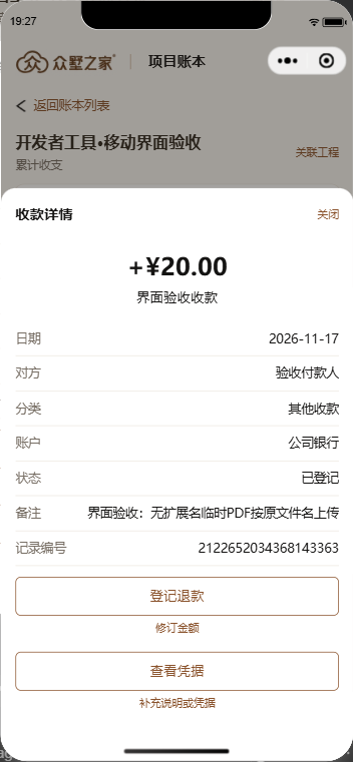 19:27
众墅之家® 项目账本
返回账本列表
开发者工具•移动界面验收
累计收支
关联工程
收款详情 关闭
+¥20.00
界面验收收款
日期 2026-11-17
对方 验收付款人
分类 其他收款
账户 公司银行
状态 已登记
备注 界面验收：无扩展名临时PDF按原文件名上传
记录编号 2122652034368143363
登记退款
修订金额
查看凭据
补充说明或凭据